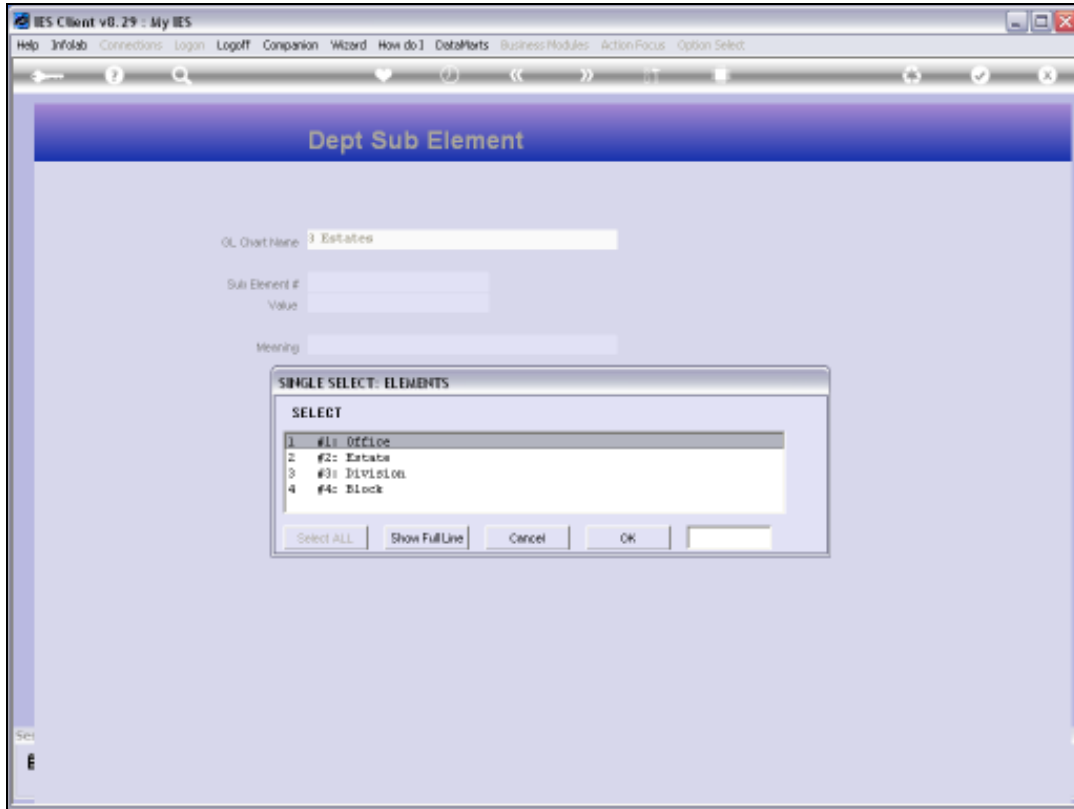 IES Client v8.29 : My IES
Help Infolab Connections Logon Logoff Companion Wizard How do I DataMarts Business Modules Action Focus Option Select
Dept Sub Element
GL Chart Name 3 Estates
Sub Element #
Value
Meaning
SINGLE SELECT: ELEMENTS
SELECT
1 #1: Office
2 #2: Estate
3 #3: Division
4 #4: Block
Select ALL Show Full Line Cancel OK
Ses